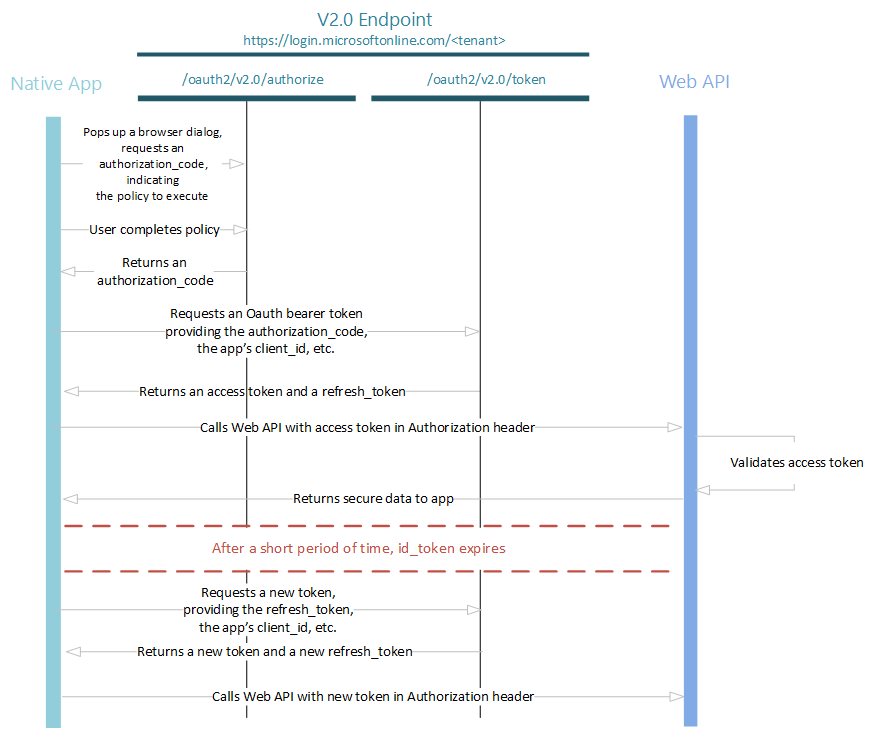 V2.0 Endpoint
https://login.microsoftonline.com/<tenant>
Native App
/oauth2/v2.0/authorize
/oauth2/v2.0/token
Web API
Pops up a browser dialog,
requests an
authorization_code,
indicating
the policy to execute
User completes policy
Returns an
authorization_code
Requests an Oauth bearer token
providing the authorization_code,
the app's client_id, etc.
Returns an access token and a refresh_token
Calls Web API with access token in Authorization header
Validates access token
Returns secure data to app
After a short period of time, id_token expires
Requests a new token,
providing the refresh_token,
the app's client_id, etc.
Returns a new token and a new refresh_token
Calls Web API with new token in Authorization header